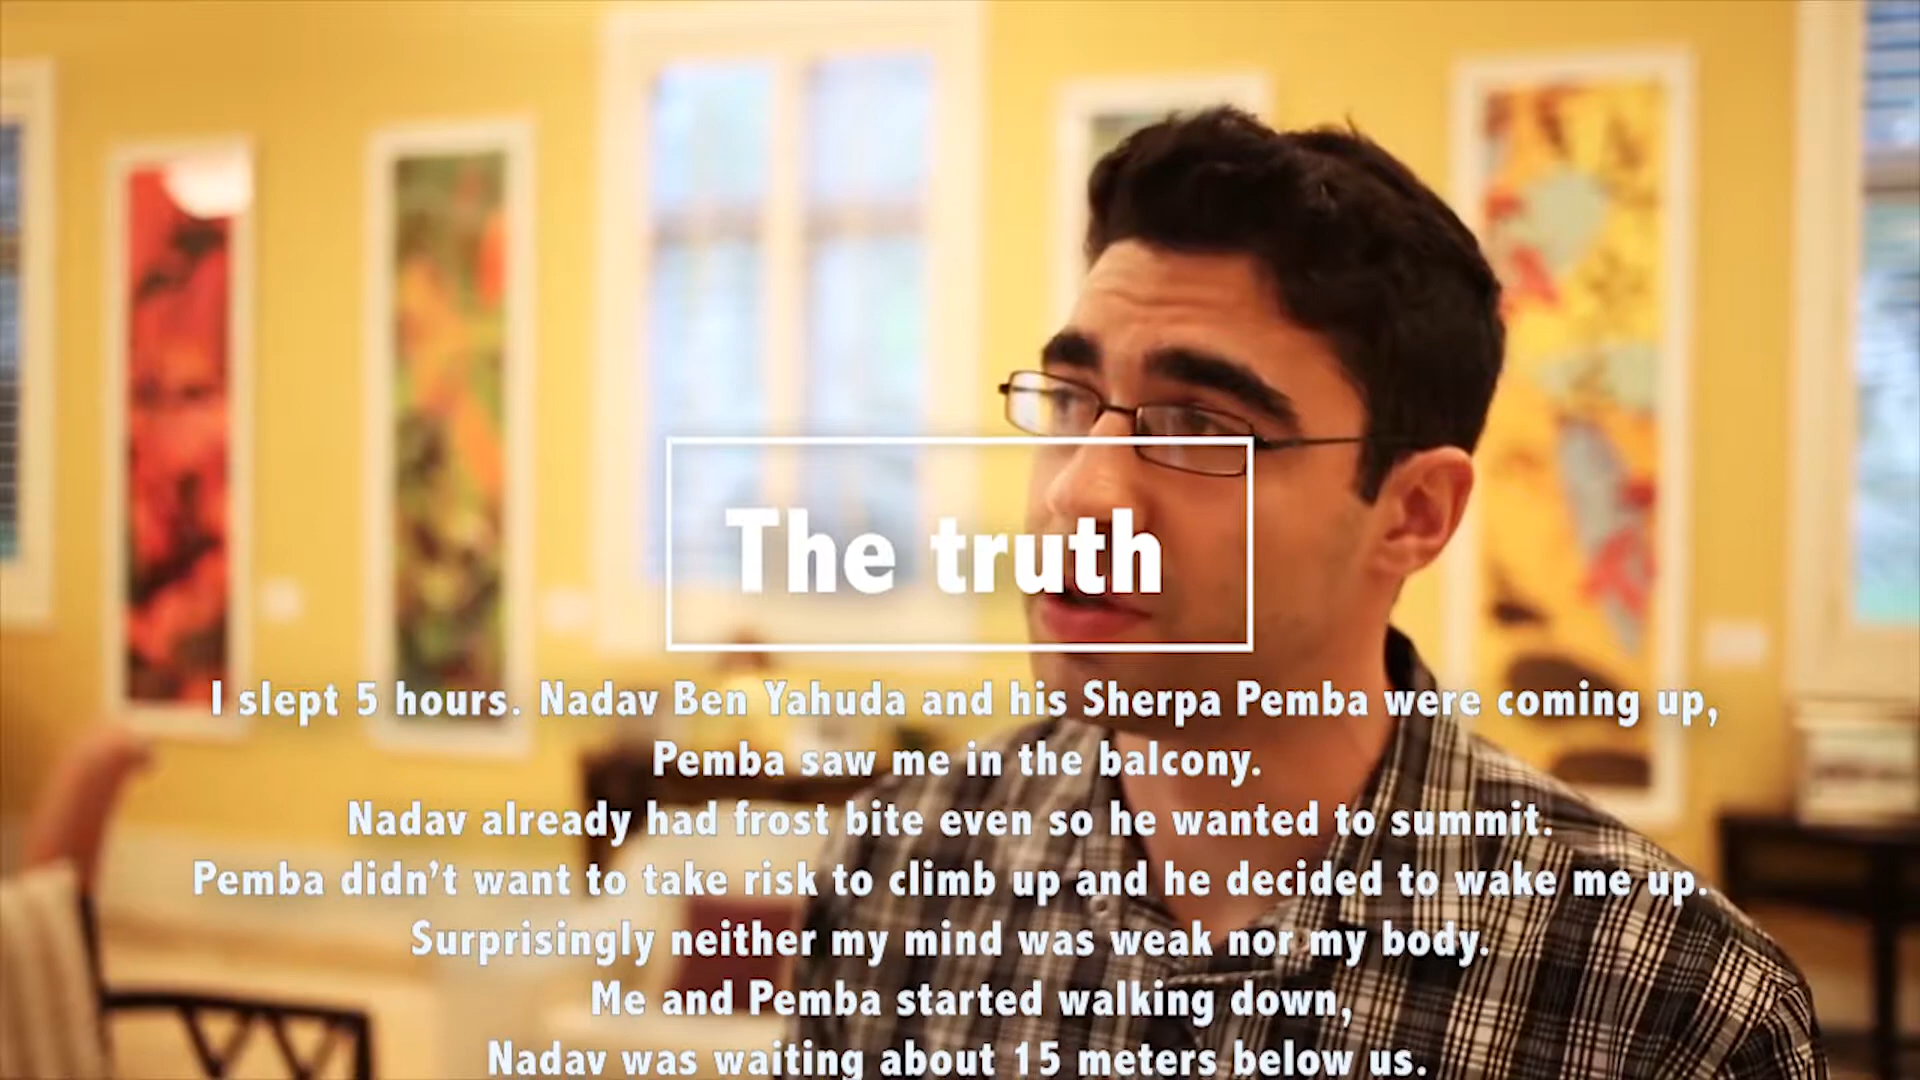 The truth
I slept 5 hours. Nadav Ben Yahuda and his Sherpa Pemba were coming up,
Pemba saw me in the balcony.
Nadav already had frost bite even so he wanted to summit.
Pemba didn't want to take risk to climb up and he decided to wake me up.
Surprisingly neither my mind was weak nor my body.
Me and Pemba started walking down,
Nadav was waiting about 15 meters below us.